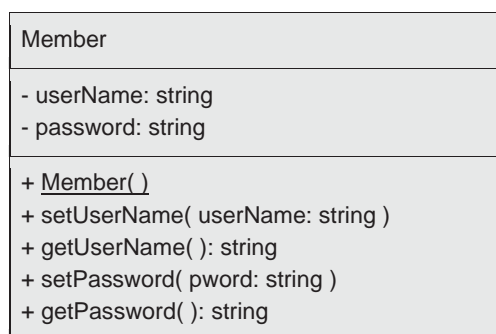 Member
- userName: string
- password: string
+ Member( )
+ setUserName( userName: string )
+ getUserName( ): string
+ setPassword( pword: string )
+ getPassword( ): string